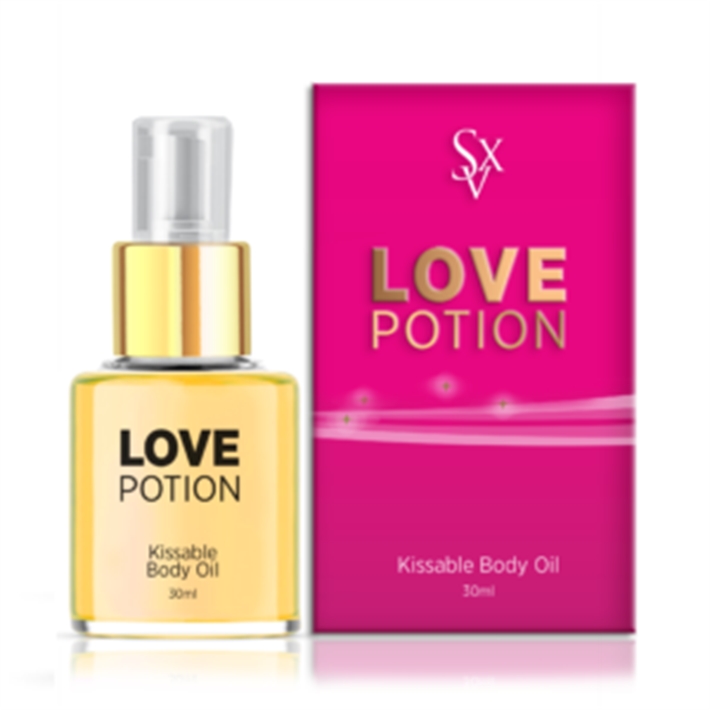 LOVE
POTION
Kissable
Body Oil
30ml
SXV
LOVE
POTION
Kissable Body Oil
30ml